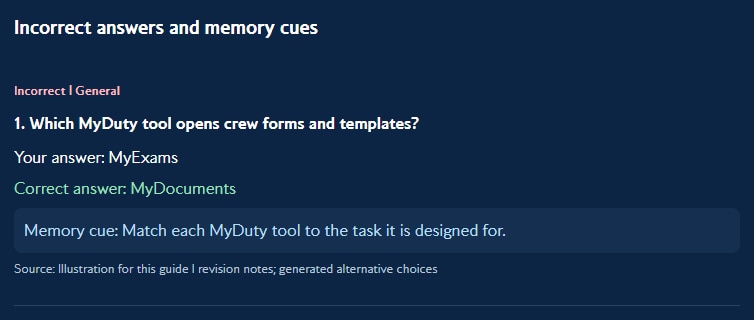 Incorrect answers and memory cues
Incorrect | General
1. Which MyDuty tool opens crew forms and templates?
Your answer: MyExams
Correct answer: MyDocuments
Memory cue: Match each MyDuty tool to the task it is designed for.
Source: Illustration for this guide | revision notes; generated alternative choices